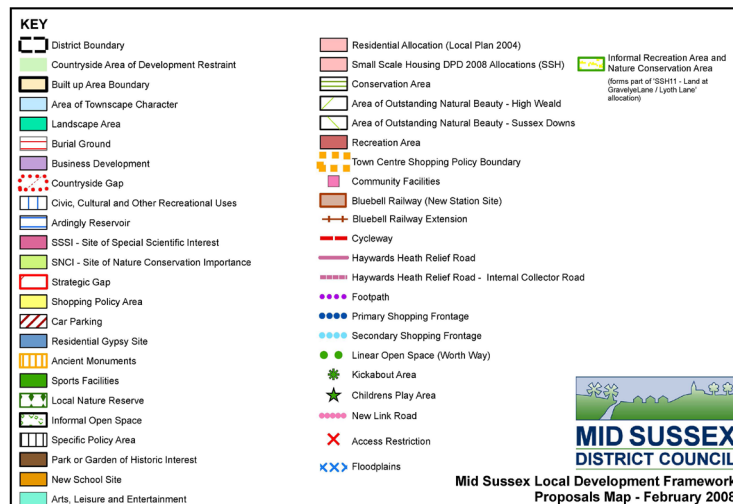 KEY
District Boundary
Countryside Area of Development Restraint
Built up Area Boundary
Area of Townscape Character
Landscape Area
Burial Ground
Business Development
Countryside Gap
Civic, Cultural and Other Recreational Uses
Ardingly Reservoir
SSSI - Site of Special Scientific Interest
SNCI - Site of Nature Conservation Importance
Strategic Gap
Shopping Policy Area
Car Parking
Residential Gypsy Site
Ancient Monuments
Sports Facilities
Local Nature Reserve
Informal Open Space
Specific Policy Area
Park or Garden of Historic Interest
New School Site
Arts, Leisure and Entertainment
Residential Allocation (Local Plan 2004)
Small Scale Housing DPD 2008 Allocations (SSH)
Conservation Area
Area of Outstanding Natural Beauty - High Weald
Area of Outstanding Natural Beauty - Sussex Downs
Recreation Area
Town Centre Shopping Policy Boundary
Community Facilities
Bluebell Railway (New Station Site)
Bluebell Railway Extension
Cycleway
Haywards Heath Relief Road
Haywards Heath Relief Road - Internal Collector Road
Footpath
Primary Shopping Frontage
Secondary Shopping Frontage
Linear Open Space (Worth Way)
Kickabout Area
Childrens Play Area
New Link Road
Access Restriction
Floodplains
Informal Recreation Area and
Nature Conservation Area
(forms part of 'SSH11 - Land at
GravelyeLane / Lyoth Lane'
allocation)
MID SUSSEX
DISTRICT COUNCIL
Mid Sussex Local Development Framework
Proposals Map - February 2008